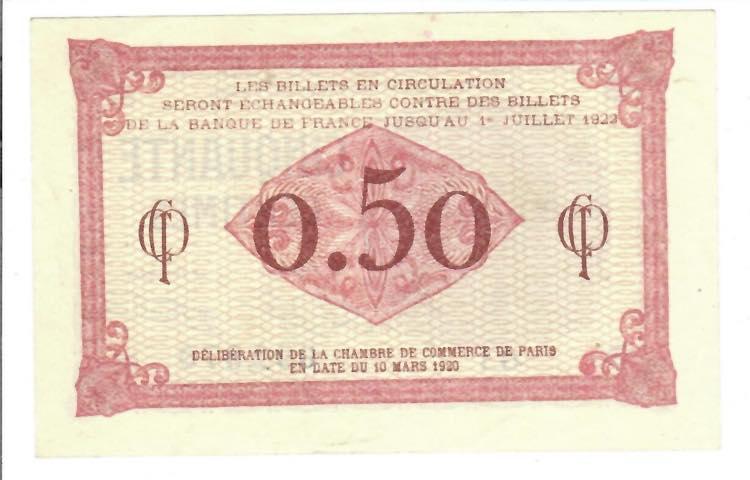 LES BILLETS EN CIRCULATION
SERONT ECHANGEABLES CONTRE DES BILLETS
DE LA BANQUE DE FRANCE JUSQU'AU 1er JUILLET 1922
0.50
DÉLIBÉRATION DE LA CHAMBRE DE COMMERCE DE PARIS
EN DATE DU 10 MARS 1920